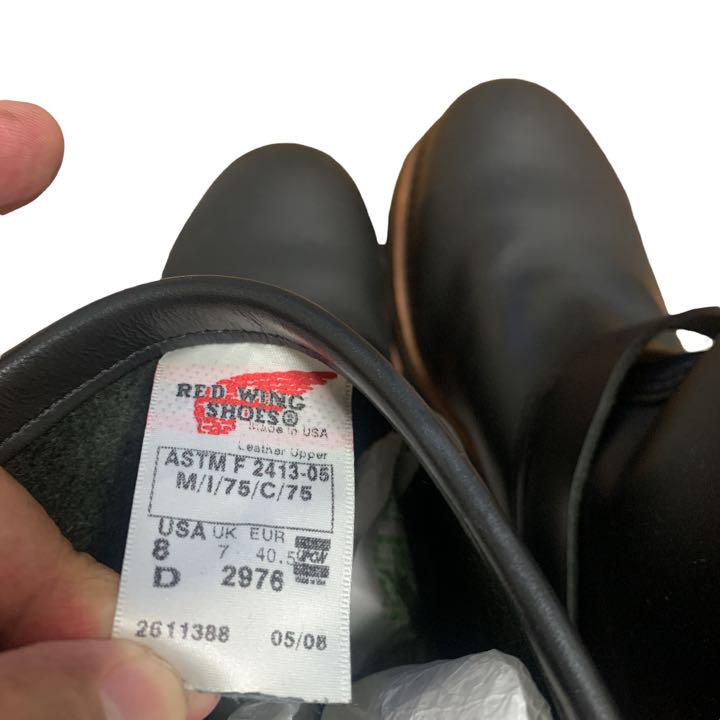 RED WING
SHOES®
Made in USA
Leather Upper
ASTM F 2413-05
M/I/75/C/75
USA UK EUR
8 7 40.5
D 2976
2611388 05/08